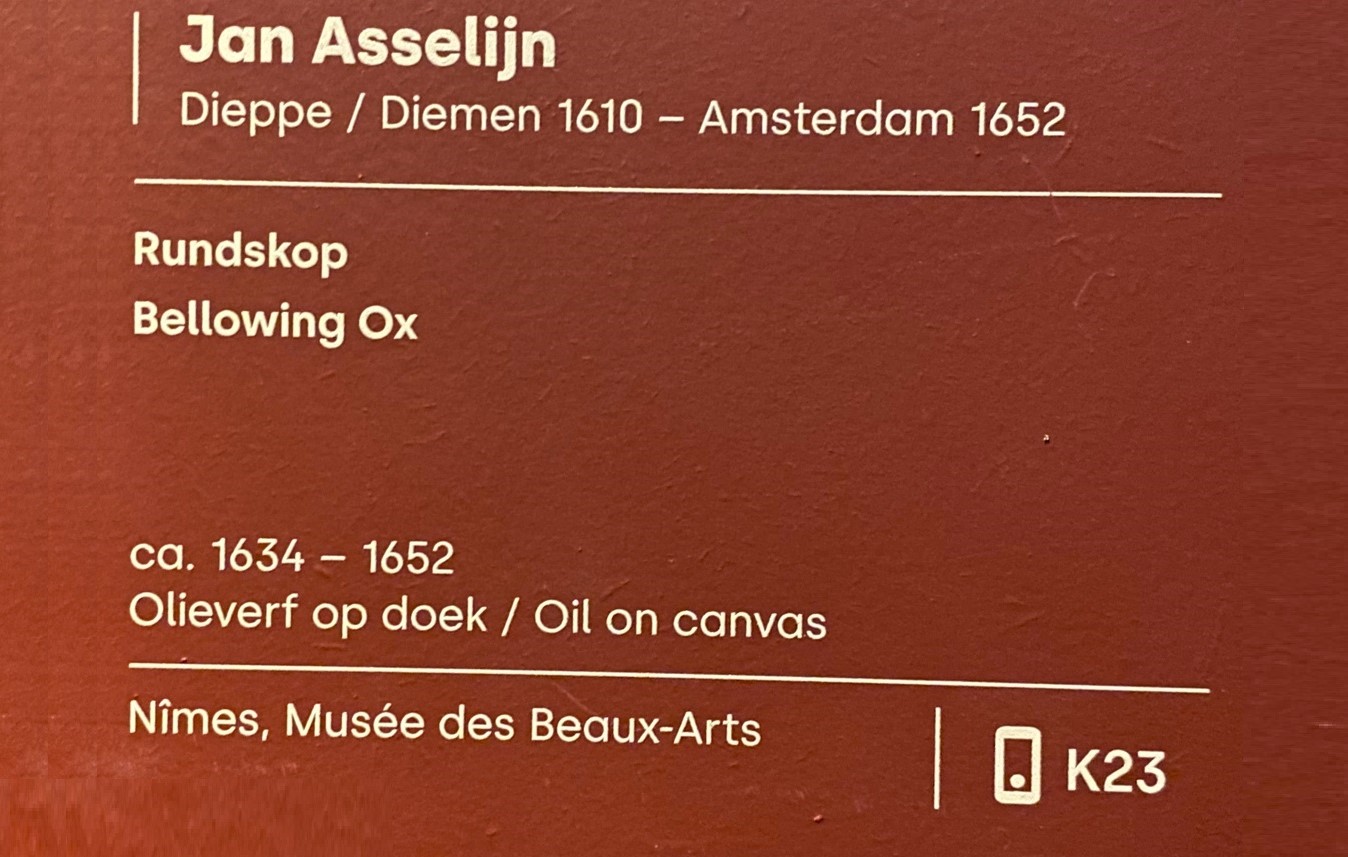 Jan Asselijn
Dieppe / Diemen 1610 – Amsterdam 1652
Rundskop
Bellowing Ox
ca. 1634 – 1652
Olieverf op doek / Oil on canvas
Nîmes, Musée des Beaux-Arts
K23